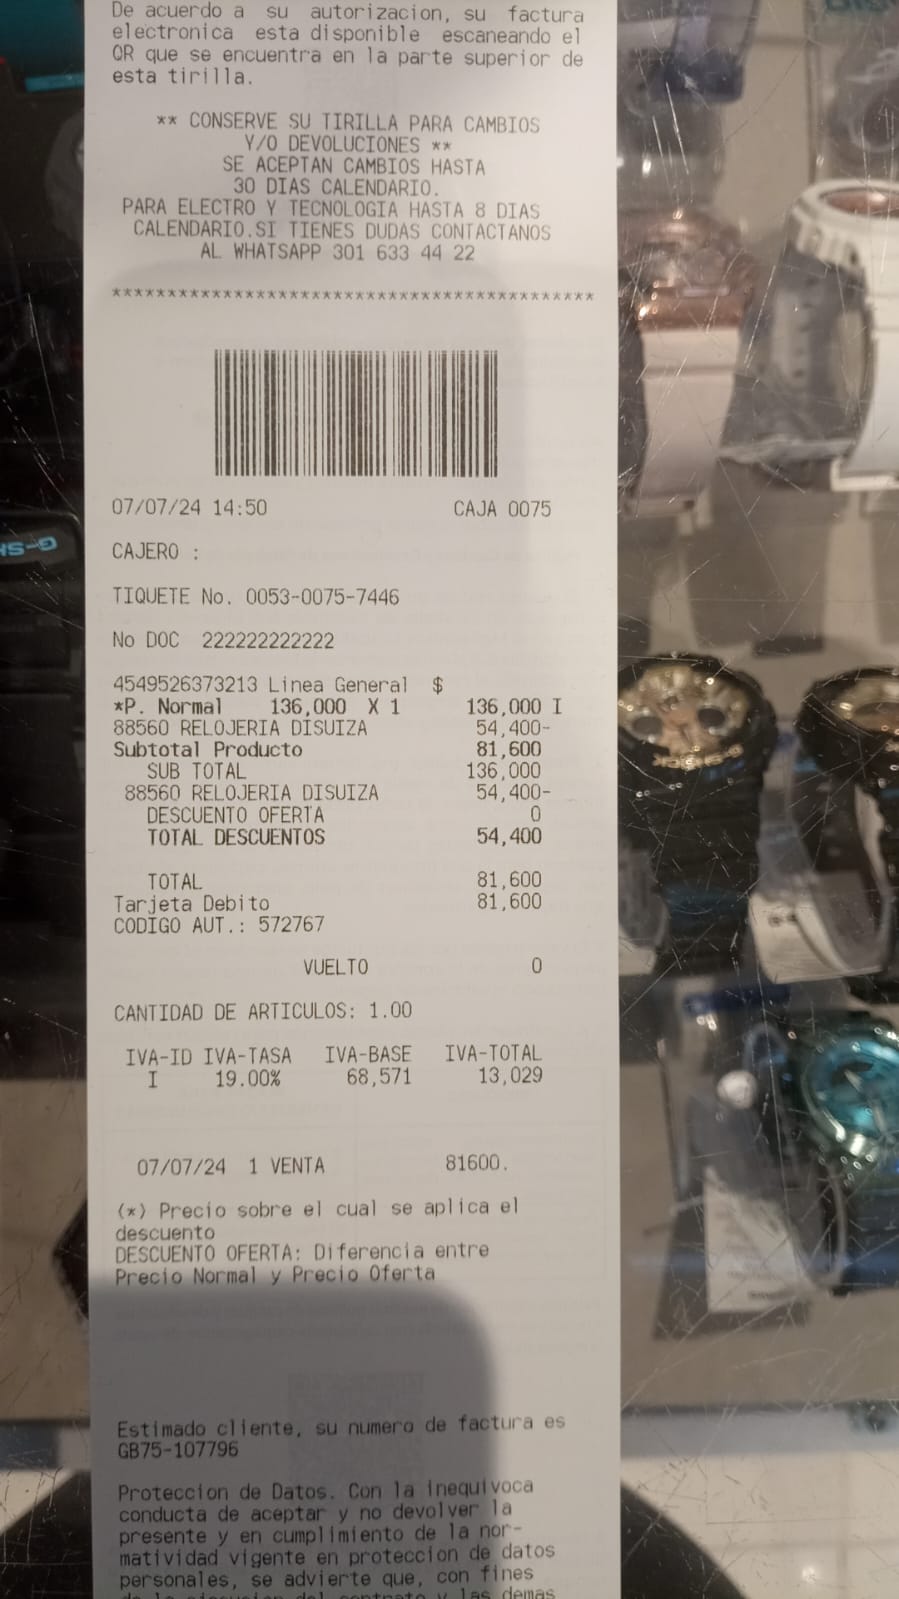 De acuerdo a su autorizacion, su factura
electronica esta disponible escaneando el
QR que se encuentra en la parte superior de
esta tirilla.
** CONSERVE SU TIRILLA PARA CAMBIOS
Y/O DEVOLUCIONES **
SE ACEPTAN CAMBIOS HASTA
30 DIAS CALENDARIO.
PARA ELECTRO Y TECNOLOGIA HASTA 8 DIAS
CALENDARIO.SI TIENES DUDAS CONTACTANOS
AL WHATSAPP 301 633 44 22
********************************************
07/07/24 14:50 CAJA 0075
CAJERO :
TIQUETE No. 0053-0075-7446
No DOC 222222222222
4549526373213 Linea General $
*P. Normal 136,000 X 1 136,000 I
88560 RELOJERIA DISUIZA 54,400-
Subtotal Producto 81,600
SUB TOTAL 136,000
88560 RELOJERIA DISUIZA 54,400-
DESCUENTO OFERTA 0
TOTAL DESCUENTOS 54,400
TOTAL 81,600
Tarjeta Debito 81,600
CODIGO AUT.: 572767
VUELTO 0
CANTIDAD DE ARTICULOS: 1.00
IVA-ID IVA-TASA IVA-BASE IVA-TOTAL
I 19.00% 68,571 13,029
07/07/24 1 VENTA 81600.
(*) Precio sobre el cual se aplica el
descuento
DESCUENTO OFERTA: Diferencia entre
Precio Normal y Precio Oferta
Estimado cliente, su numero de factura es
GB75-107796
Proteccion de Datos. Con la inequivoca
conducta de aceptar y no devolver la
presente y en cumplimiento de la nor-
matividad vigente en proteccion de datos
personales, se advierte que, con fines
de la ejecucion del contrato y las demas